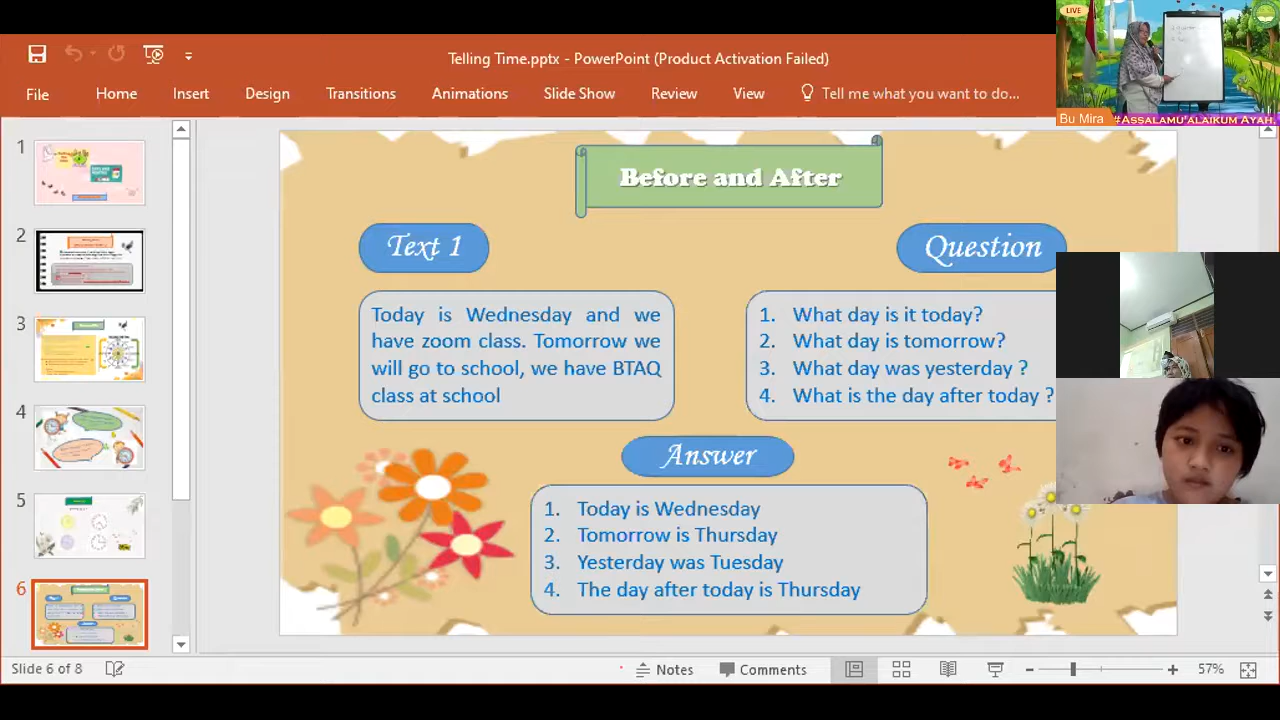 Telling Time.pptx - PowerPoint (Product Activation Failed)
File Home Insert Design Transitions Animations Slide Show Review View Tell me what you want to do...
LIVE
Bu Mira #ASSALAMU'ALAIKUM AYAH,
1
2
3
4
5
6
Before and After
Text 1
Today is Wednesday and we
have zoom class. Tomorrow we
will go to school, we have BTAQ
class at school
Question
1. What day is it today?
2. What day is tomorrow?
3. What day was yesterday ?
4. What is the day after today ?
Answer
1. Today is Wednesday
2. Tomorrow is Thursday
3. Yesterday was Tuesday
4. The day after today is Thursday
Slide 6 of 8 Notes Comments 57%